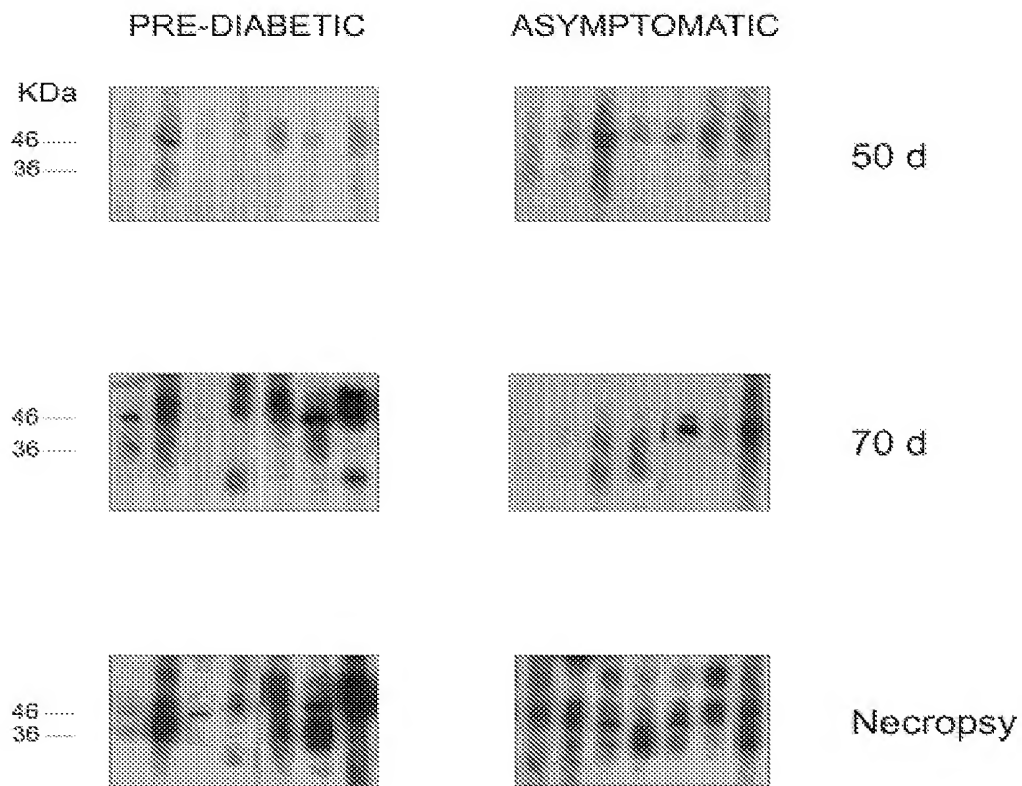 PRE-DIABETIC ASYMPTOMATIC
KDa
46 ......
36 ......
50 d
46 ......
36 ......
70 d
46 ......
36 ......
Necropsy